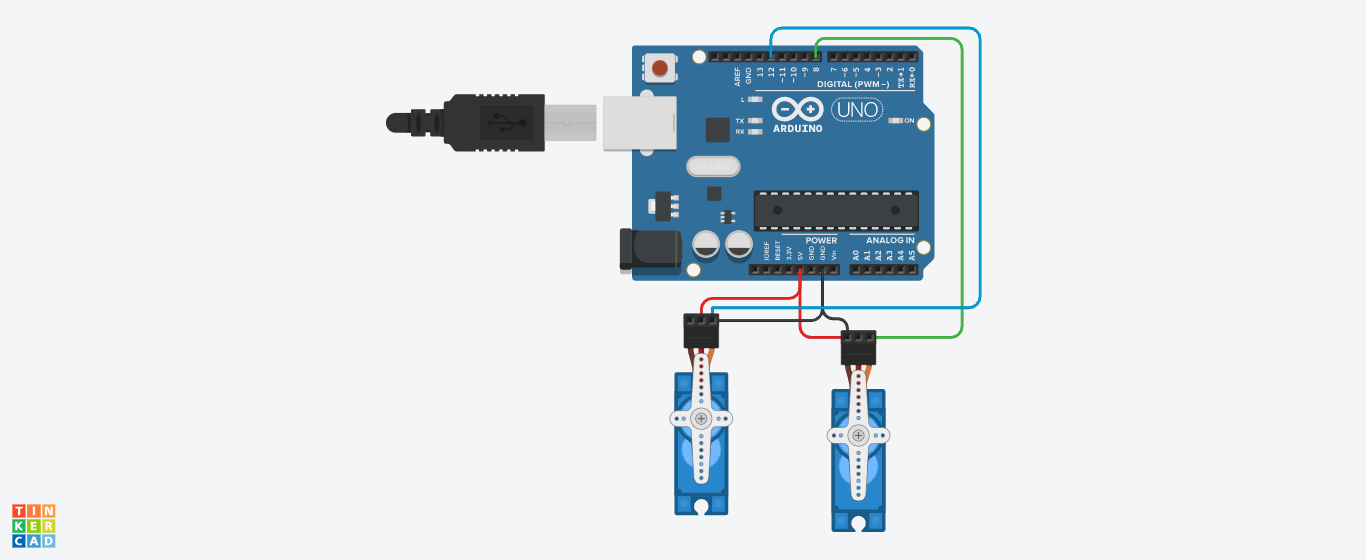 AREF
GND
13
12
~11
~10
~9
8
7
~6
~5
4
~3
2
TX→1
RX←0
DIGITAL (PWM~)
L
TX
RX
ARDUINO
UNO
ON
POWER
ANALOG IN
IOREF
RESET
3.3V
5V
GND
GND
Vin
A0
A1
A2
A3
A4
A5
TIN
KER
CAD